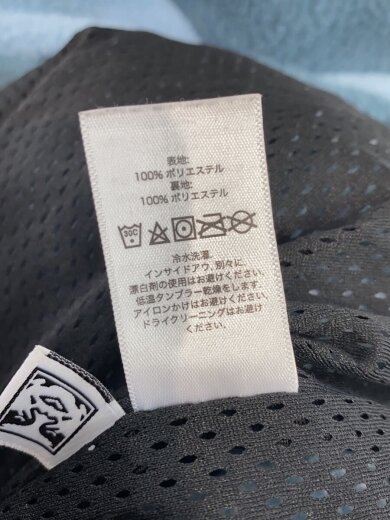 表地:
100% ポリエステル
裏地:
100% ポリエステル
30C
冷水洗濯。
インサイドアウ, 別々に。
漂白剤の使用はお避けください。
低温タンブラー乾燥をします。
アイロンかけはお避けください。
ドライクリーニングはお避け
ください。